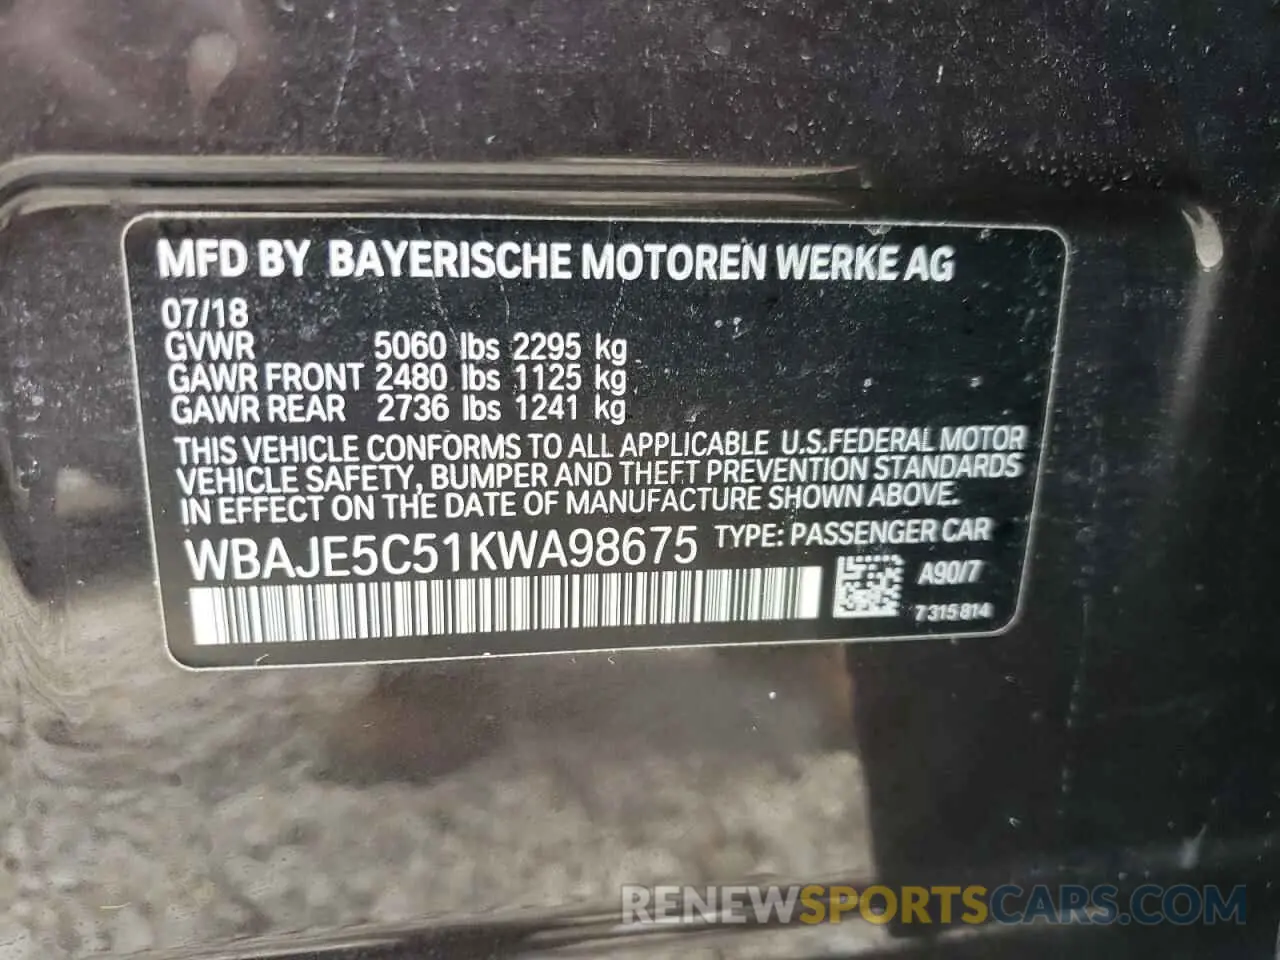 MFD BY BAYERISCHE MOTOREN WERKE AG
07/18
GVWR 5060 lbs 2295 kg
GAWR FRONT 2480 lbs 1125 kg
GAWR REAR 2736 lbs 1241 kg
THIS VEHICLE CONFORMS TO ALL APPLICABLE U.S.FEDERAL MOTOR
VEHICLE SAFETY, BUMPER AND THEFT PREVENTION STANDARDS
IN EFFECT ON THE DATE OF MANUFACTURE SHOWN ABOVE.
WBAJE5C51KWA98675 TYPE: PASSENGER CAR
A90/7
7315814
RENEWSPORTSCARS.COM